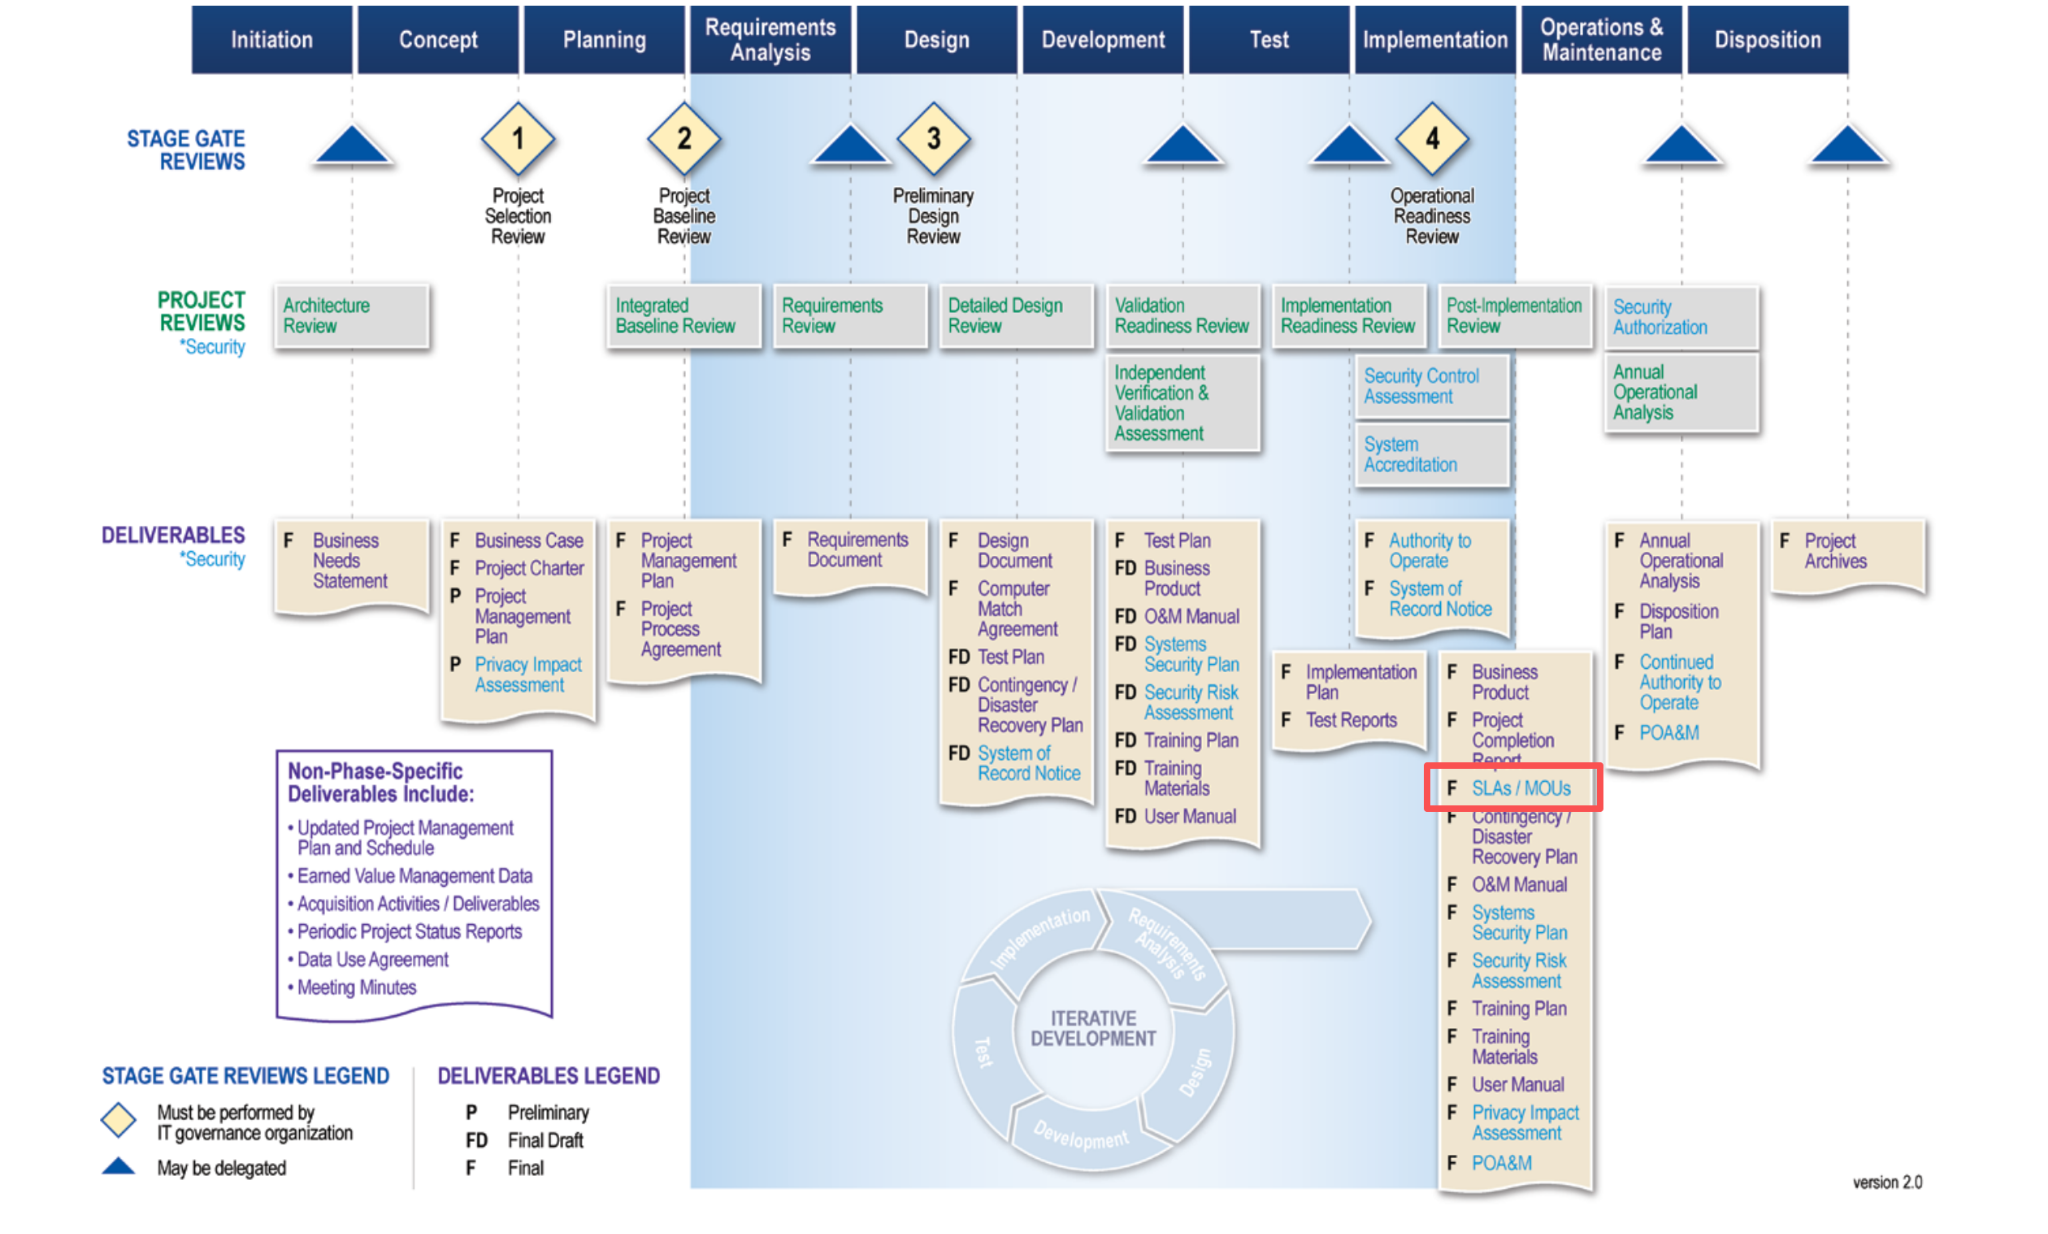 Initiation
Concept
Planning
Requirements
Analysis
Design
Development
Test
Implementation
Operations &
Maintenance
Disposition
STAGE GATE
REVIEWS
1
Project
Selection
Review
2
Project
Baseline
Review
3
Preliminary
Design
Review
4
Operational
Readiness
Review
PROJECT
REVIEWS
*Security
Architecture
Review
Integrated
Baseline Review
Requirements
Review
Detailed Design
Review
Validation
Readiness Review
Independent
Verification &
Validation
Assessment
Implementation
Readiness Review
Post-Implementation
Review
Security Control
Assessment
System
Accreditation
Security
Authorization
Annual
Operational
Analysis
DELIVERABLES
*Security
F Business
Needs
Statement
F Business Case
F Project Charter
P Project
Management
Plan
P Privacy Impact
Assessment
F Project
Management
Plan
F Project
Process
Agreement
F Requirements
Document
F Design
Document
F Computer
Match
Agreement
FD Test Plan
FD Contingency /
Disaster
Recovery Plan
FD System of
Record Notice
F Test Plan
FD Business
Product
FD O&M Manual
FD Systems
Security Plan
FD Security Risk
Assessment
FD Training Plan
FD Training
Materials
FD User Manual
F Implementation
Plan
F Test Reports
F Authority to
Operate
F System of
Record Notice
F Business
Product
F Project
Completion
Report
F SLAs / MOUs
F Contingency /
Disaster
Recovery Plan
F O&M Manual
F Systems
Security Plan
F Security Risk
Assessment
F Training Plan
F Training
Materials
F User Manual
F Privacy Impact
Assessment
F POA&M
F Annual
Operational
Analysis
F Disposition
Plan
F Continued
Authority to
Operate
F POA&M
F Project
Archives
Non-Phase-Specific
Deliverables Include:
• Updated Project Management
Plan and Schedule
• Earned Value Management Data
• Acquisition Activities / Deliverables
• Periodic Project Status Reports
• Data Use Agreement
• Meeting Minutes
ITERATIVE
DEVELOPMENT
Implementation
Requirements
Analysis
Design
Development
Test
STAGE GATE REVIEWS LEGEND
Must be performed by
IT governance organization
May be delegated
DELIVERABLES LEGEND
P Preliminary
FD Final Draft
F Final
version 2.0